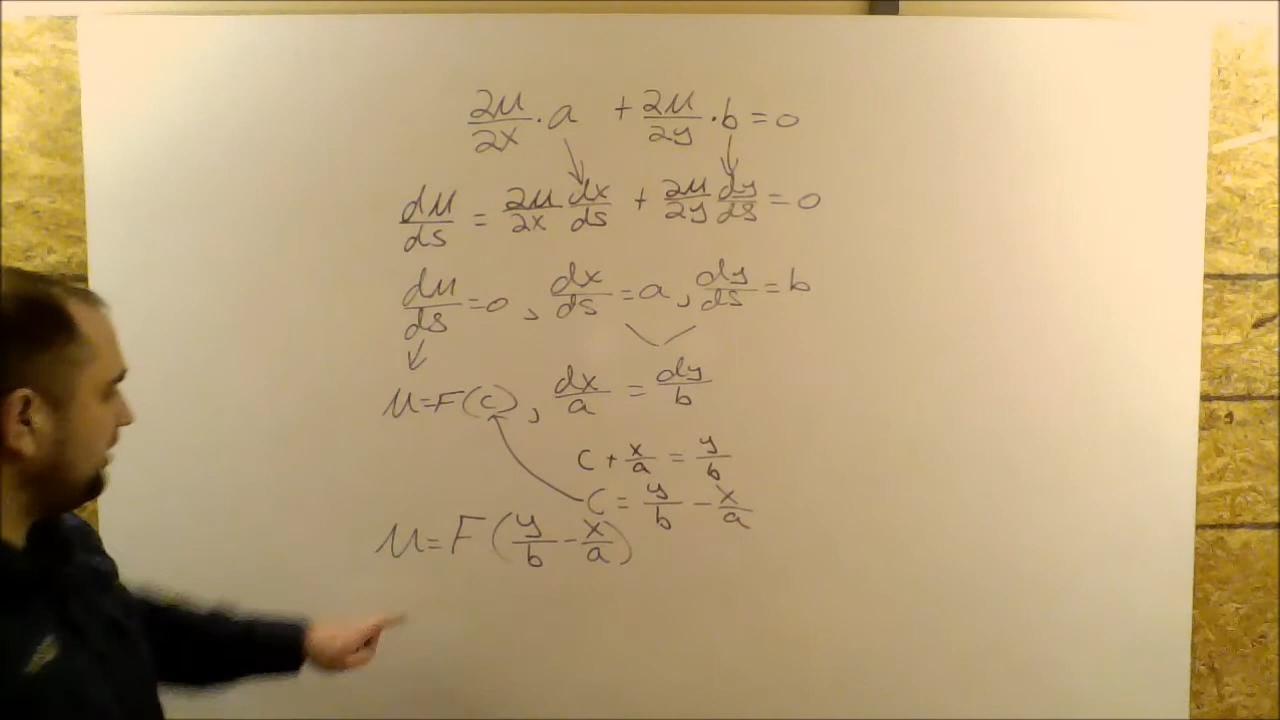 ∂u/∂x · a + ∂u/∂y · b = 0
du/ds = ∂u/∂x dx/ds + ∂u/∂y dy/ds = 0
du/ds = 0, dx/ds = a, dy/ds = b
u = F(c), dx/a = dy/b
c + x/a = y/b
c = y/b - x/a
u = F(y/b - x/a)